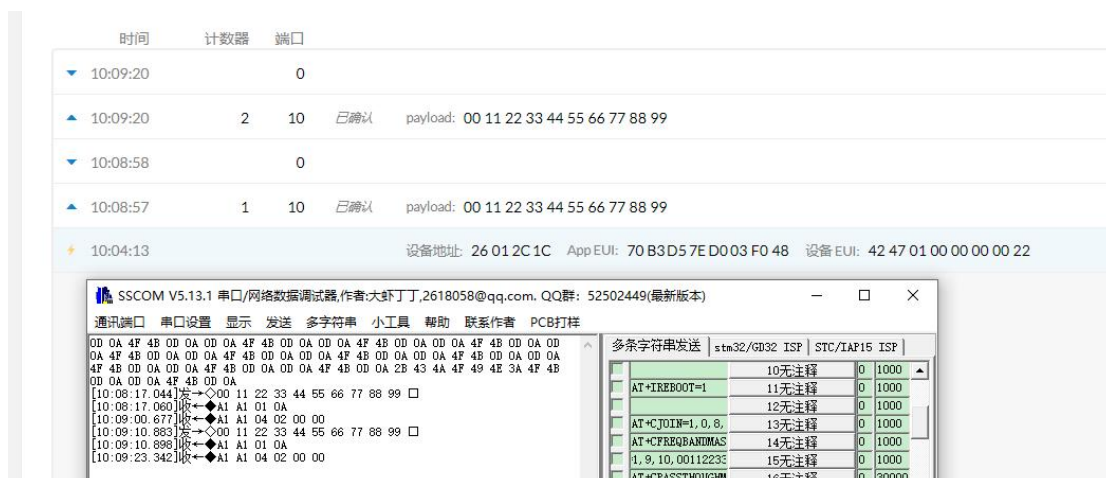 时间 计数器 端口
10:09:20 0
10:09:20 2 10 已确认 payload: 00 11 22 33 44 55 66 77 88 99
10:08:58 0
10:08:57 1 10 已确认 payload: 00 11 22 33 44 55 66 77 88 99
10:04:13 设备地址: 26 01 2C 1C App EUI: 70 B3 D5 7E D0 03 F0 48 设备 EUI: 42 47 01 00 00 00 00 22
SSCOM V5.13.1 串口/网络数据调试器,作者:大虾丁丁,2618058@qq.com. QQ群: 52502449(最新版本)
通讯端口 串口设置 显示 发送 多字符串 小工具 帮助 联系作者 PCB打样
0D 0A 4F 4B 0D 0A 0D 0A 4F 4B 0D 0A 0D 0A 4F 4B 0D 0A 0D 0A 4F 4B 0D 0A 0D
0A 4F 4B 0D 0A 0D 0A 4F 4B 0D 0A 0D 0A 4F 4B 0D 0A 0D 0A 4F 4B 0D 0A 0D 0A
4F 4B 0D 0A 0D 0A 4F 4B 0D 0A 0D 0A 4F 4B 0D 0A 2B 43 4A 4F 49 4E 3A 4F 4B
0D 0A 0D 0A 4F 4B 0D 0A
[10:08:17.044]发→◇00 11 22 33 44 55 66 77 88 99 □
[10:08:17.060]收←◆A1 A1 01 0A
[10:09:00.677]收←◆A1 A1 04 02 00 00
[10:09:10.883]发→◇00 11 22 33 44 55 66 77 88 99 □
[10:09:10.898]收←◆A1 A1 01 0A
[10:09:23.342]收←◆A1 A1 04 02 00 00
多条字符串发送 stm32/GD32 ISP STC/IAP15 ISP
10无注释 0 1000
AT+IREBOOT=1 11无注释 0 1000
12无注释 0 1000
AT+CJOIN=1,0,8, 13无注释 0 1000
AT+CFREQBANDMAS 14无注释 0 1000
1,9,10,00112233 15无注释 0 1000